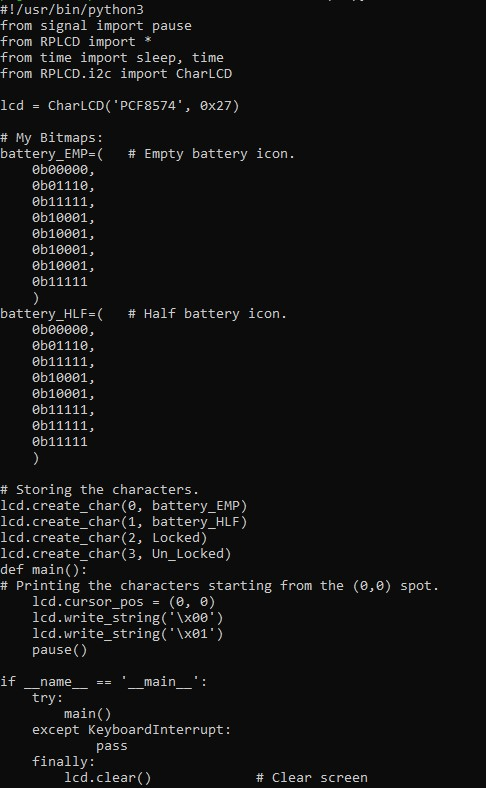 #!/usr/bin/python3
from signal import pause
from RPLCD import *
from time import sleep, time
from RPLCD.i2c import CharLCD

lcd = CharLCD('PCF8574', 0x27)

# My Bitmaps:
battery_EMP=(   # Empty battery icon.
    0b00000,
    0b01110,
    0b11111,
    0b10001,
    0b10001,
    0b10001,
    0b10001,
    0b11111
    )
battery_HLF=(   # Half battery icon.
    0b00000,
    0b01110,
    0b11111,
    0b10001,
    0b10001,
    0b11111,
    0b11111,
    0b11111
    )

# Storing the characters.
lcd.create_char(0, battery_EMP)
lcd.create_char(1, battery_HLF)
lcd.create_char(2, Locked)
lcd.create_char(3, Un_Locked)
def main():
# Printing the characters starting from the (0,0) spot.
    lcd.cursor_pos = (0, 0)
    lcd.write_string('\x00')
    lcd.write_string('\x01')
    pause()

if __name__ == '__main__':
    try:
        main()
    except KeyboardInterrupt:
            pass
    finally:
        lcd.clear()             # Clear screen